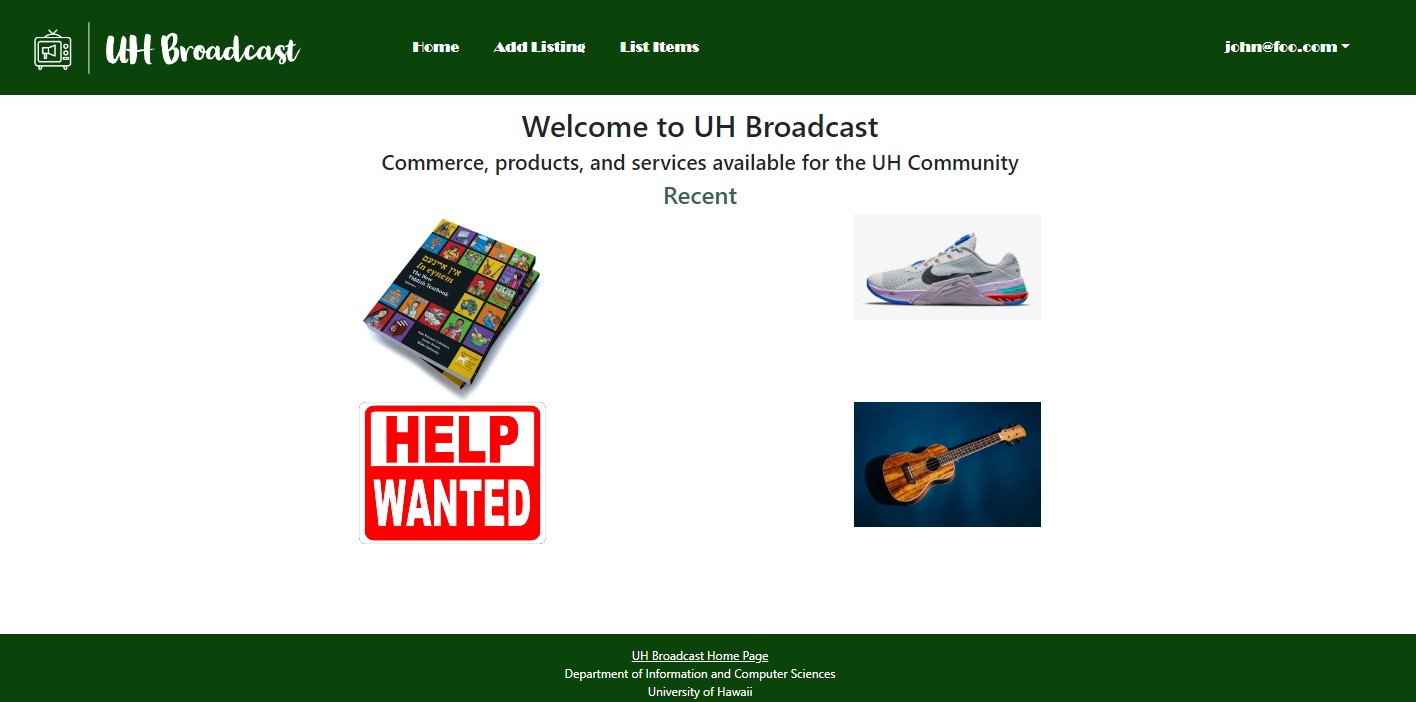 UH Broadcast
Home
Add Listing
List Items
john@foo.com
Welcome to UH Broadcast
Commerce, products, and services available for the UH Community
Recent
אין איינעם
In eynem
The New
Yiddish Textbook
HELP
WANTED
UH Broadcast Home Page
Department of Information and Computer Sciences
University of Hawaii